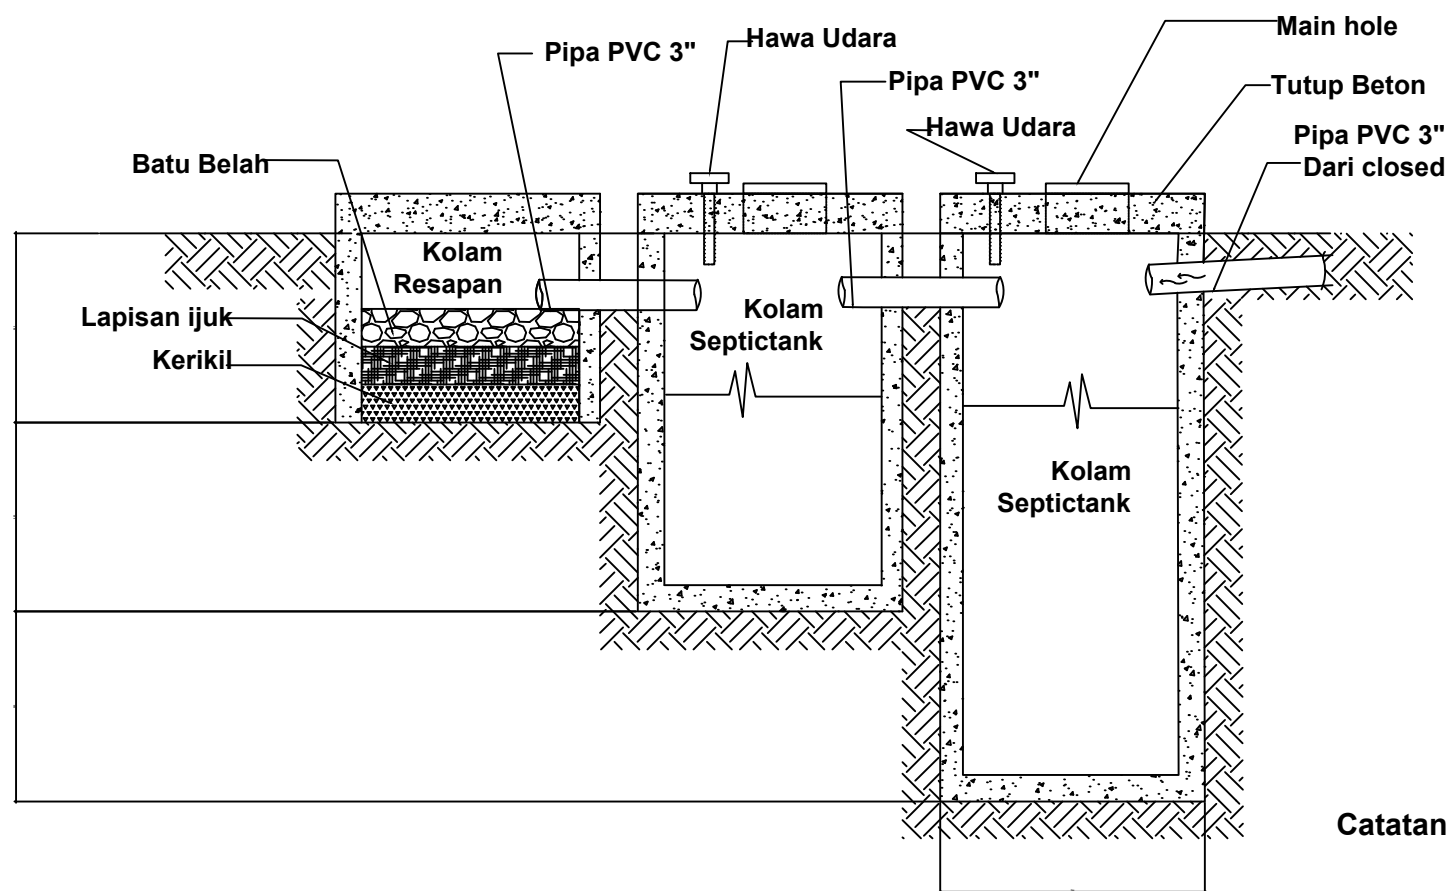 Main hole
Hawa Udara
Pipa PVC 3"
Pipa PVC 3"
Tutup Beton
Hawa Udara
Pipa PVC 3"
Dari closed
Batu Belah
Kolam
Resapan
Kolam
Septictank
Lapisan ijuk
Kerikil
Kolam
Septictank
Catatan